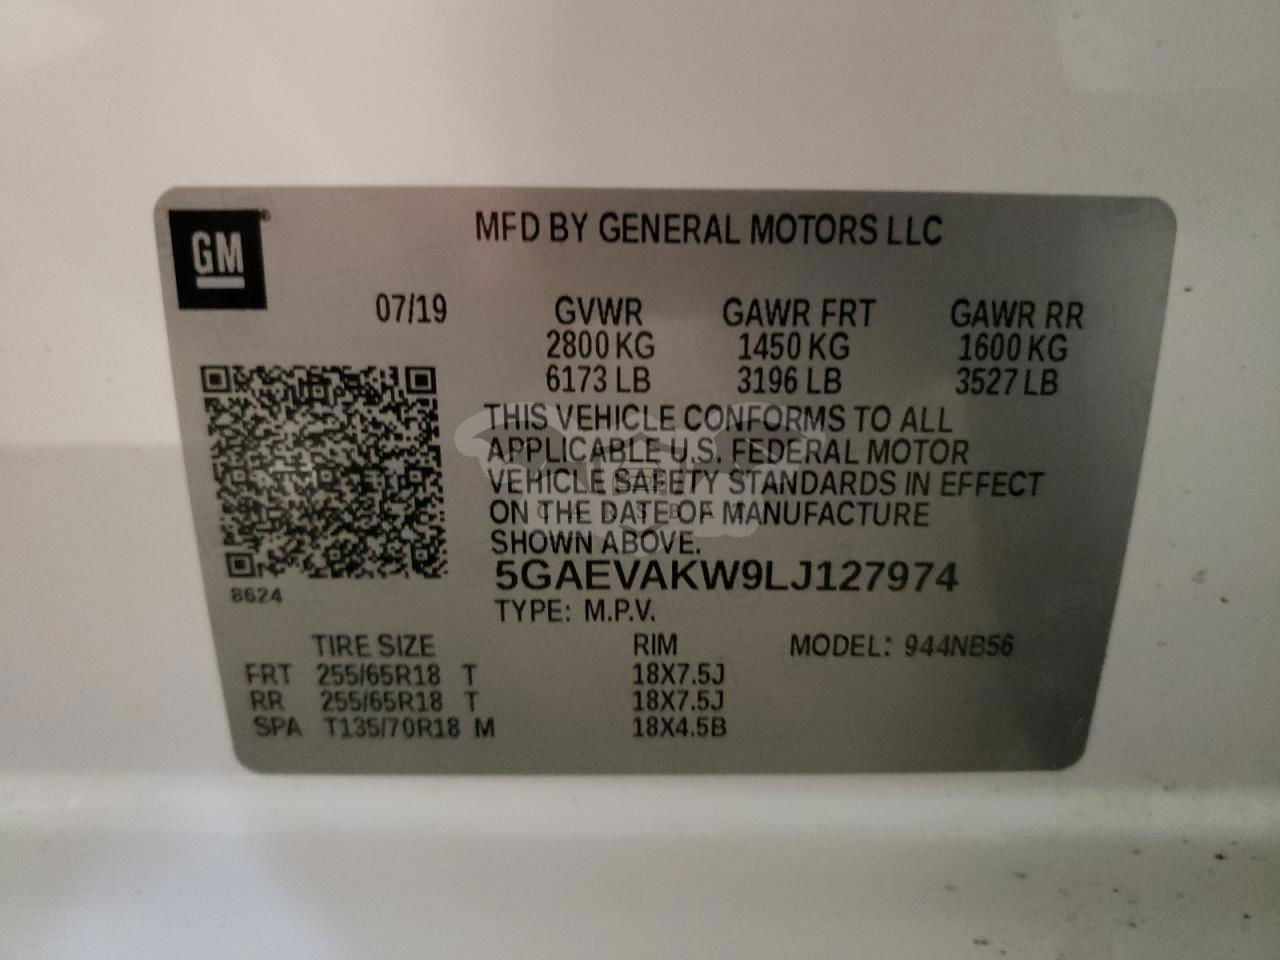 GM
MFD BY GENERAL MOTORS LLC
07/19 GVWR GAWR FRT GAWR RR
2800 KG 1450 KG 1600 KG
6173 LB 3196 LB 3527 LB
THIS VEHICLE CONFORMS TO ALL
APPLICABLE U.S. FEDERAL MOTOR
VEHICLE SAFETY STANDARDS IN EFFECT
ON THE DATE OF MANUFACTURE
SHOWN ABOVE.
5GAEVAKW9LJ127974
8624
TYPE: M.P.V.
TIRE SIZE RIM MODEL: 944NB56
FRT 255/65R18 T 18X7.5J
RR 255/65R18 T 18X7.5J
SPA T135/70R18 M 18X4.5B